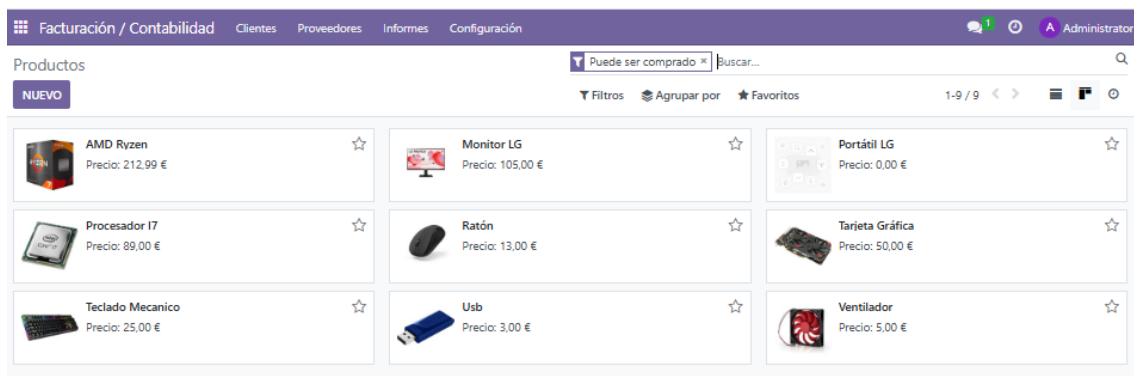 Facturación / Contabilidad Clientes Proveedores Informes Configuración 1 A Administrator
Productos Puede ser comprado × Buscar...
NUEVO Filtros Agrupar por Favoritos 1-9 / 9
AMD Ryzen
Precio: 212,99 €
Monitor LG
Precio: 105,00 €
Portátil LG
Precio: 0,00 €
Procesador I7
Precio: 89,00 €
Ratón
Precio: 13,00 €
Tarjeta Gráfica
Precio: 50,00 €
Teclado Mecanico
Precio: 25,00 €
Usb
Precio: 3,00 €
Ventilador
Precio: 5,00 €